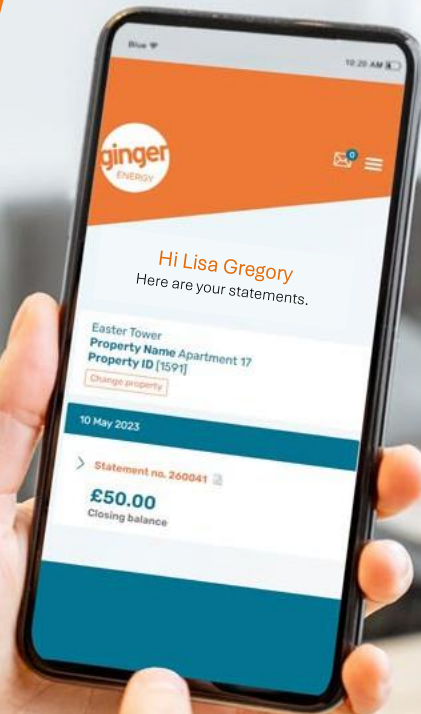 Blue
10:20 AM
ginger
ENERGY
0
Hi Lisa Gregory
Here are your statements.
Easter Tower
Property Name Apartment 17
Property ID [1591]
Change property
10 May 2023
Statement no. 260041
£50.00
Closing balance